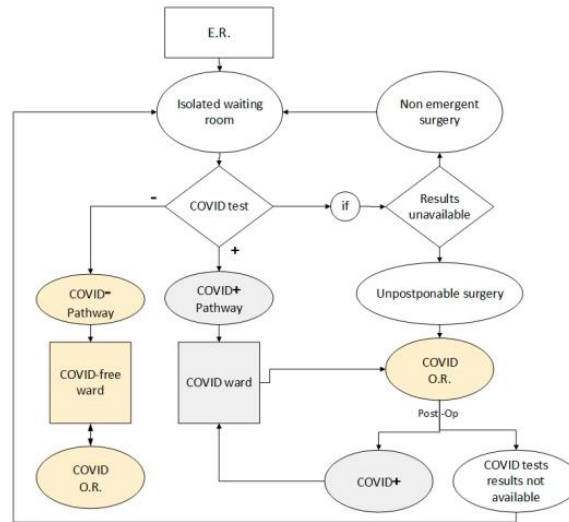 E.R.
Isolated waiting
room
Non emergent
surgery
-
COVID test
if
Results
unavailable
+
COVID-
Pathway
COVID+
Pathway
Unpostponable surgery
COVID-free
ward
COVID ward
COVID
O.R.
Post -Op
COVID
O.R.
COVID+
COVID tests
results not
available